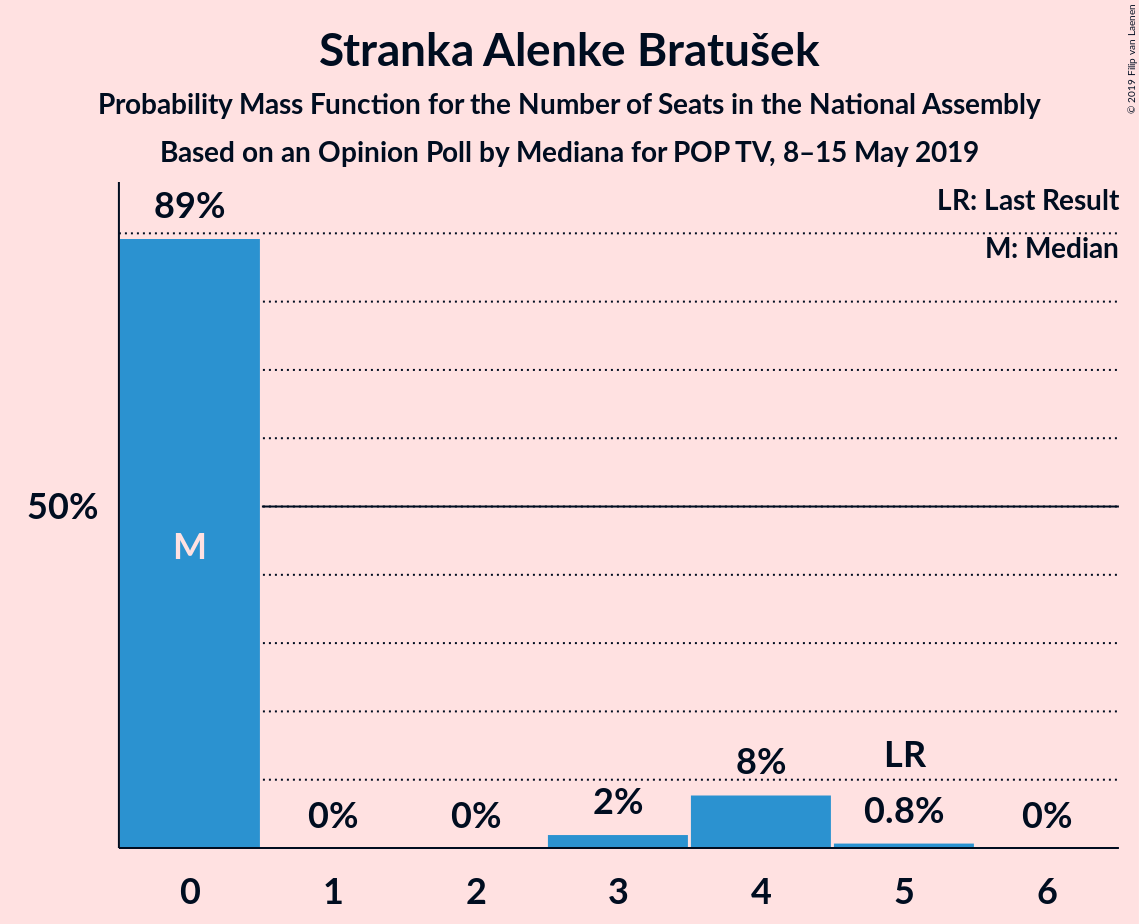 Stranka Alenke Bratušek
Probability Mass Function for the Number of Seats in the National Assembly
Based on an Opinion Poll by Mediana for POP TV, 8–15 May 2019
© 2019 Filip van Laenen
LR: Last Result
M: Median
89%
50%
M
0%
0%
2%
8%
LR
0.8%
0%
0
1
2
3
4
5
6